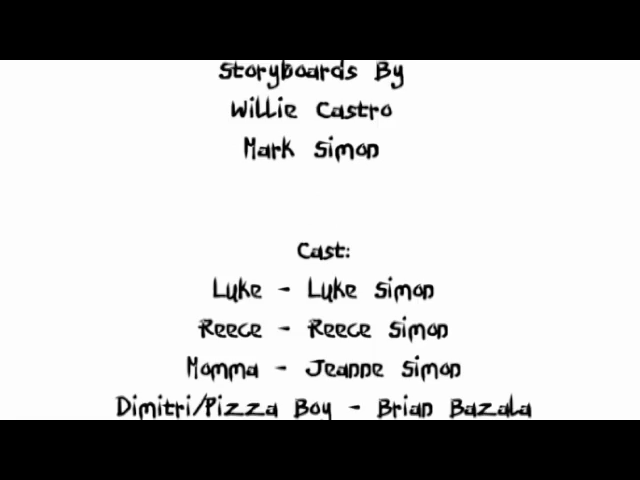 Storyboards By
Willie Castro
Mark Simon
Cast:
Luke - Luke Simon
Reece - Reece Simon
Momma - Jeanne Simon
Dimitri/Pizza Boy - Brian Bazala